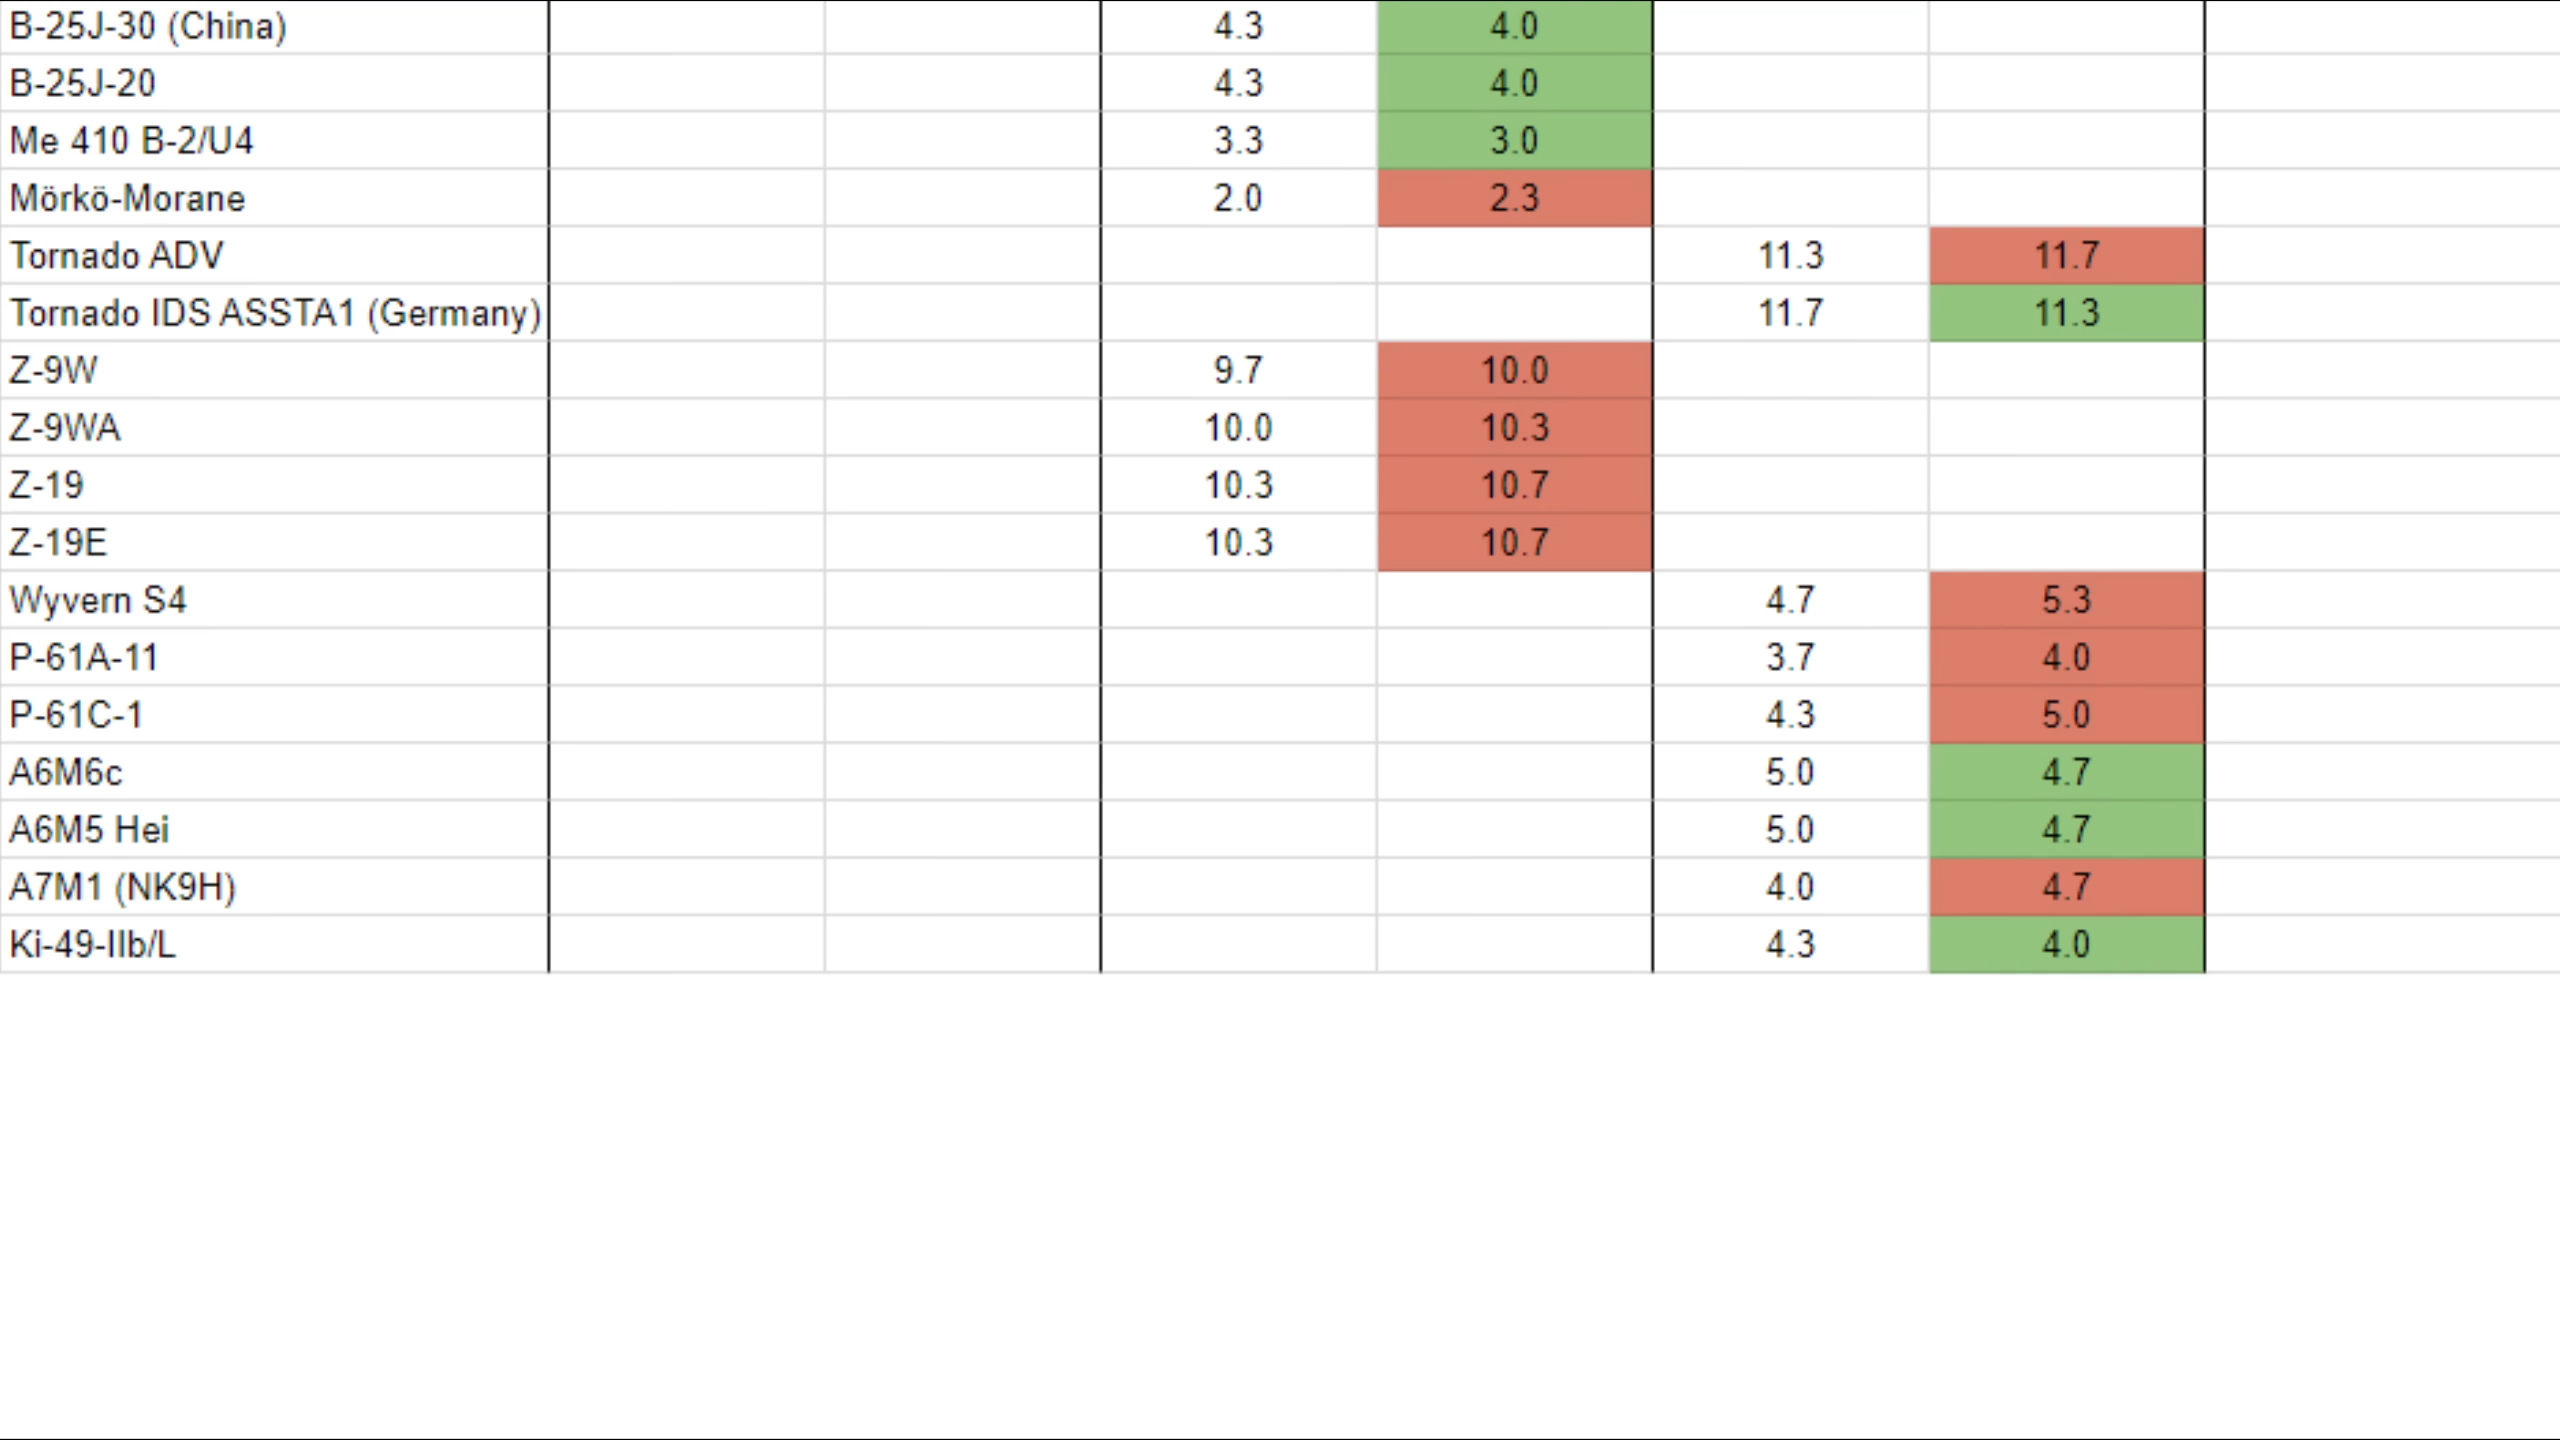 B-25J-30 (China) 4.3 4.0
B-25J-20 4.3 4.0
Me 410 B-2/U4 3.3 3.0
Mörkö-Morane 2.0 2.3
Tornado ADV 11.3 11.7
Tornado IDS ASSTA1 (Germany) 11.7 11.3
Z-9W 9.7 10.0
Z-9WA 10.0 10.3
Z-19 10.3 10.7
Z-19E 10.3 10.7
Wyvern S4 4.7 5.3
P-61A-11 3.7 4.0
P-61C-1 4.3 5.0
A6M6c 5.0 4.7
A6M5 Hei 5.0 4.7
A7M1 (NK9H) 4.0 4.7
Ki-49-IIb/L 4.3 4.0